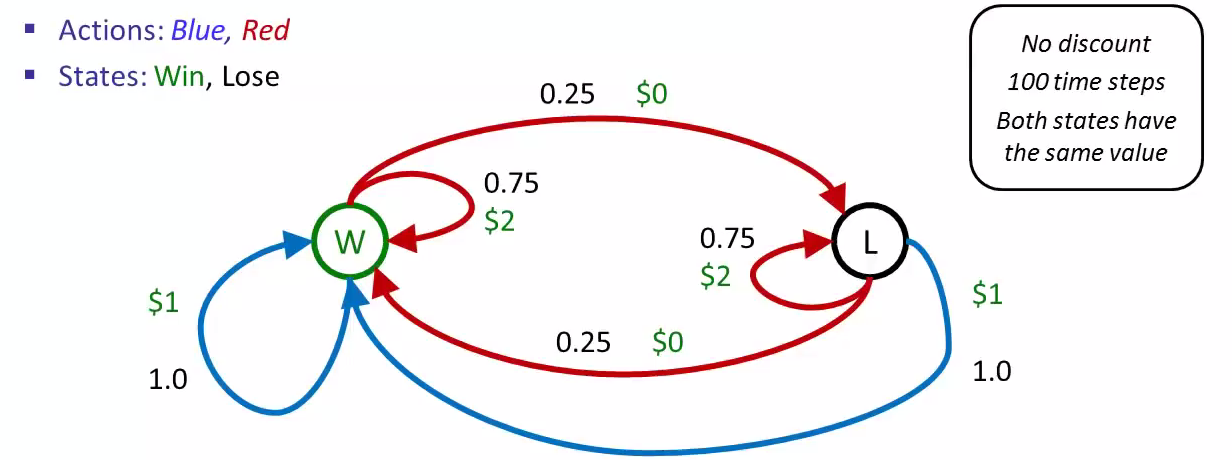 ▪ Actions: Blue, Red
▪ States: Win, Lose
No discount
100 time steps
Both states have
the same value
0.25 $0
0.75
$2
W
0.75
$2
L
$1
1.0
0.25 $0
$1
1.0